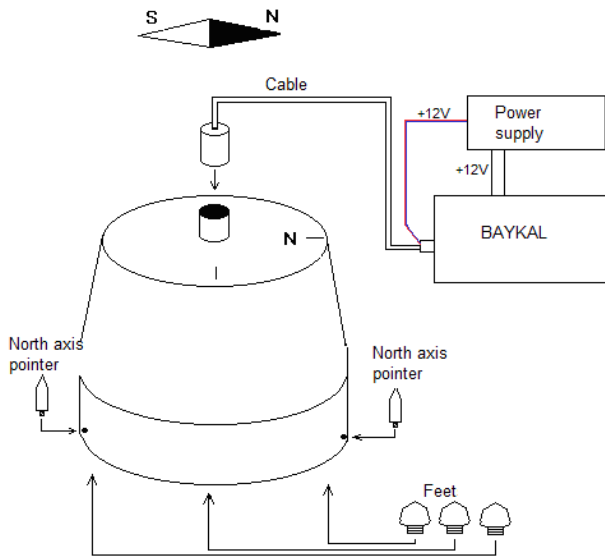 S N
Cable
+12V
Power
supply
+12V
BAYKAL
N
North axis
pointer
North axis
pointer
Feet